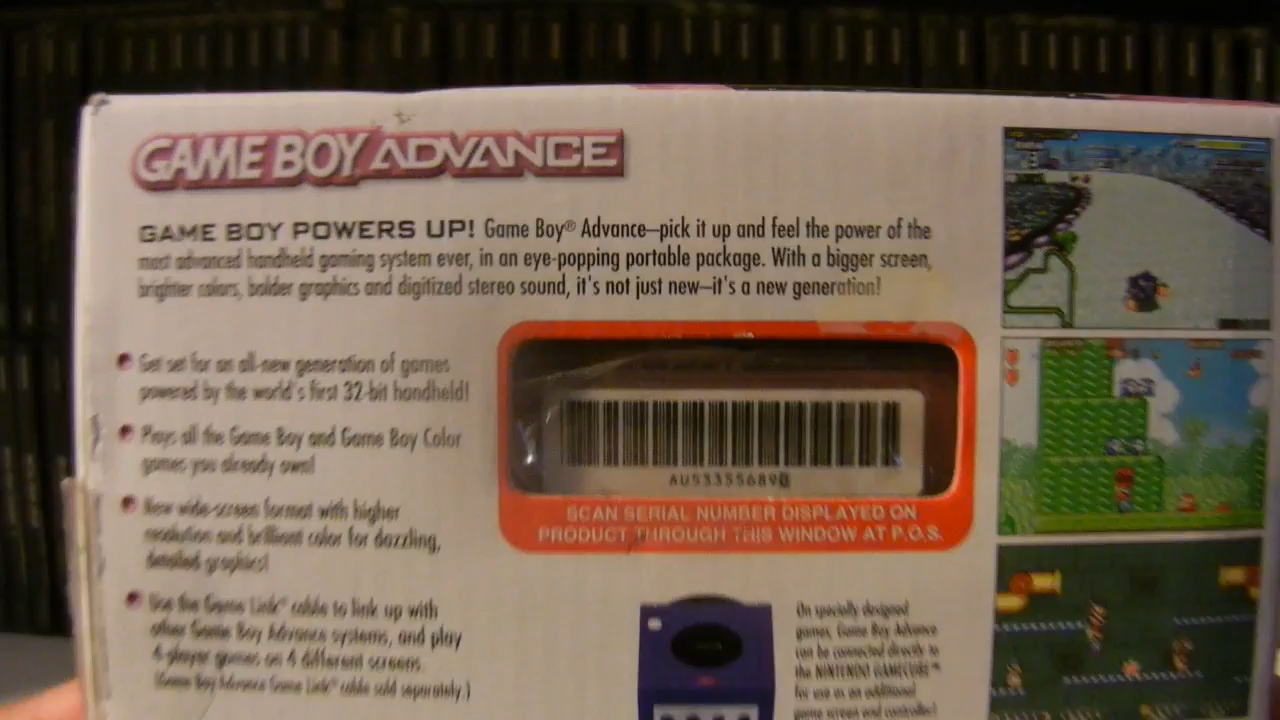 GAME BOY ADVANCE
GAME BOY POWERS UP! Game Boy® Advance–pick it up and feel the power of the
most advanced handheld gaming system ever, in an eye-popping portable package. With a bigger screen,
brighter colors, bolder graphics and digitized stereo sound, it's not just new–it's a new generation!
Get set for an all-new generation of games
powered by the world's first 32-bit handheld!
Plays all the Game Boy and Game Boy Color
games you already own!
New wide-screen format with higher
resolution and brilliant color for dazzling,
detailed graphics!
Use the Game Link® cable to link up with
other Game Boy Advance systems, and play
4-player games on 4 different screens.
(Game Boy Advance Game Link® cable sold separately.)
AU533556890
SCAN SERIAL NUMBER DISPLAYED ON
PRODUCT THROUGH THIS WINDOW AT P.O.S.
On specially designed
games, Game Boy Advance
can be connected directly to
the NINTENDO GAMECUBE™
for use as an additional
game screen and controller!